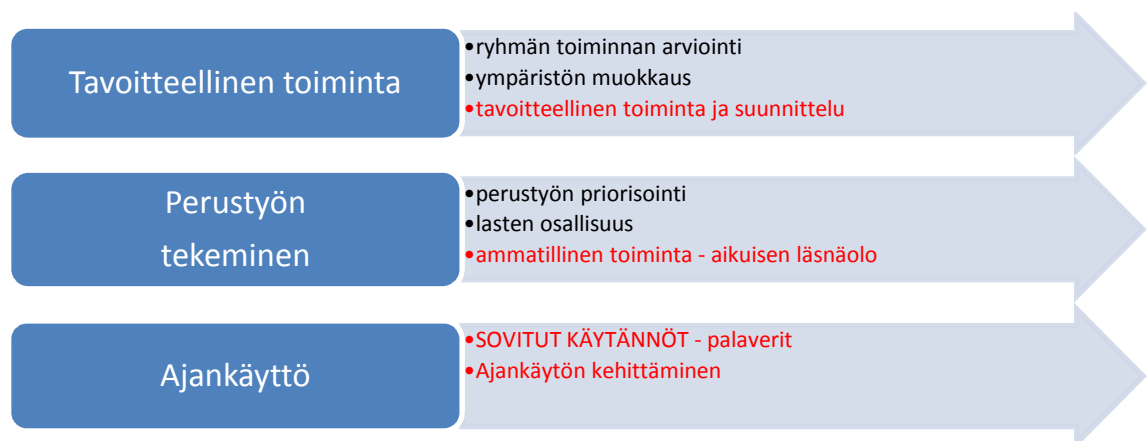 Tavoitteellinen toiminta
•ryhmän toiminnan arviointi
•ympäristön muokkaus
•tavoitteellinen toiminta ja suunnittelu
Perustyön
tekeminen
•perustyön priorisointi
•lasten osallisuus
•ammatillinen toiminta - aikuisen läsnäolo
Ajankäyttö
•SOVITUT KÄYTÄNNÖT - palaverit
•Ajankäytön kehittäminen